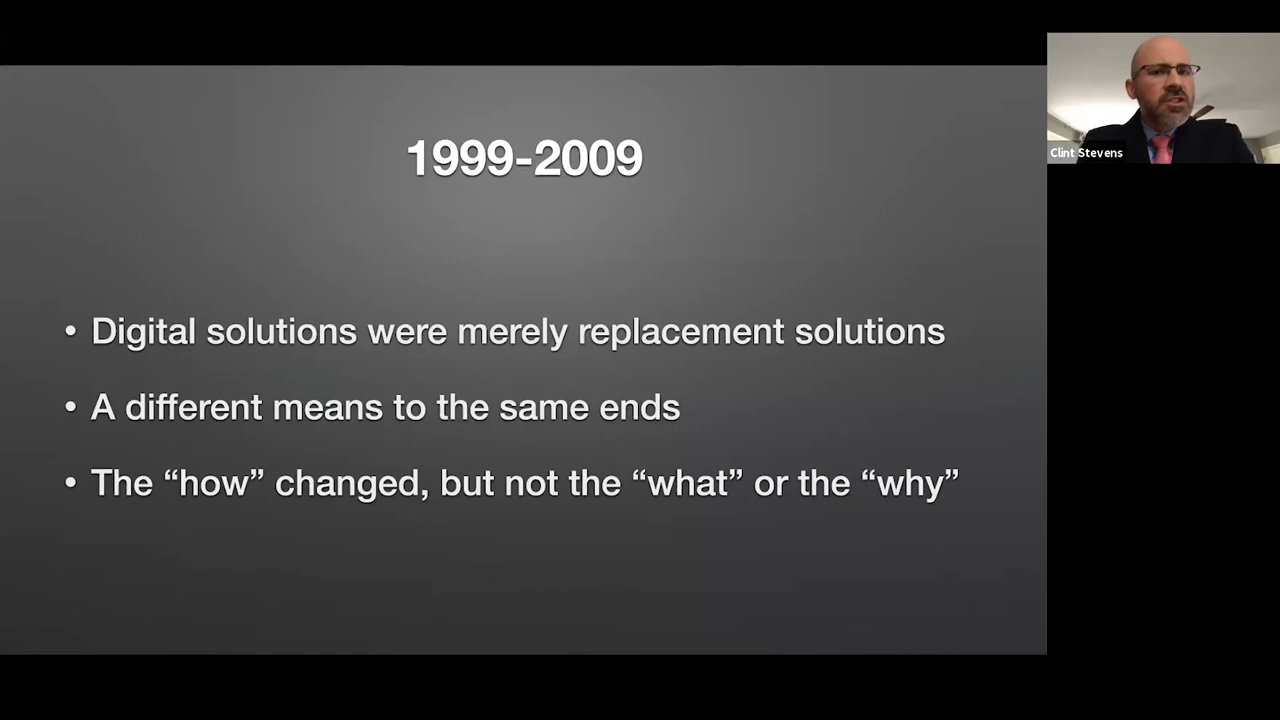 1999-2009
• Digital solutions were merely replacement solutions
• A different means to the same ends
• The “how” changed, but not the “what” or the “why”
Clint Stevens